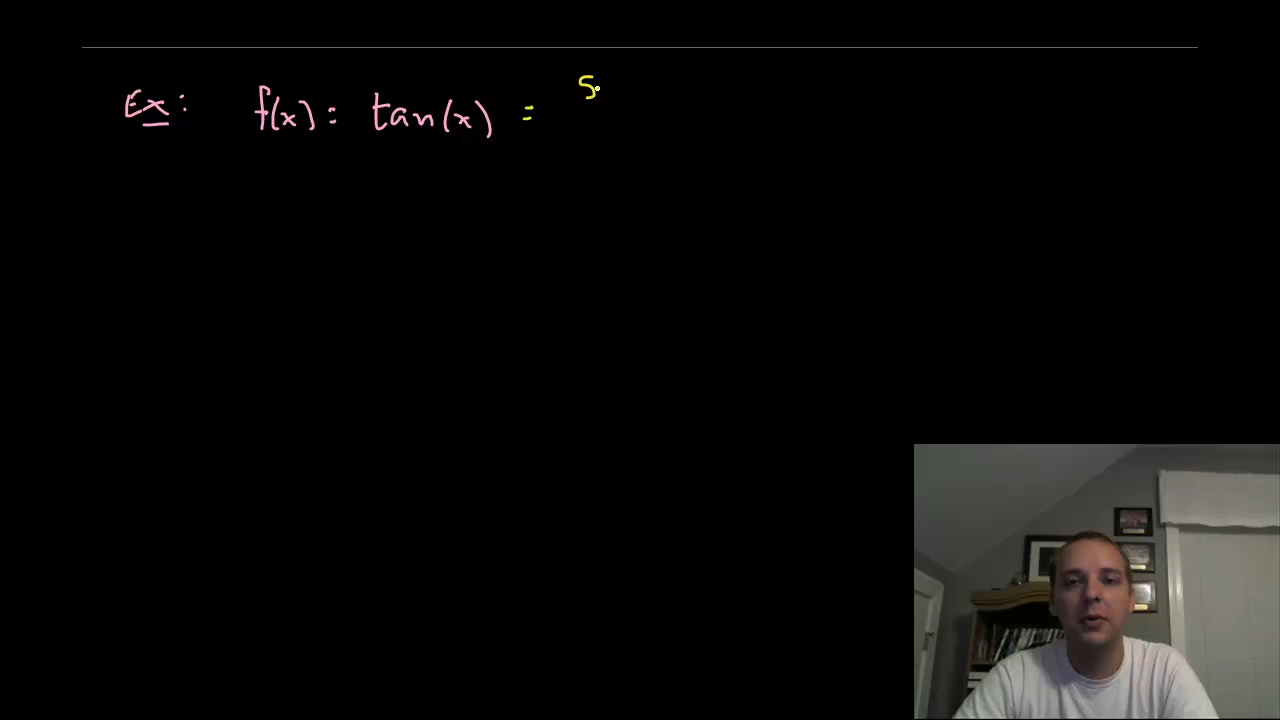 Ex: f(x) = tan(x) = s